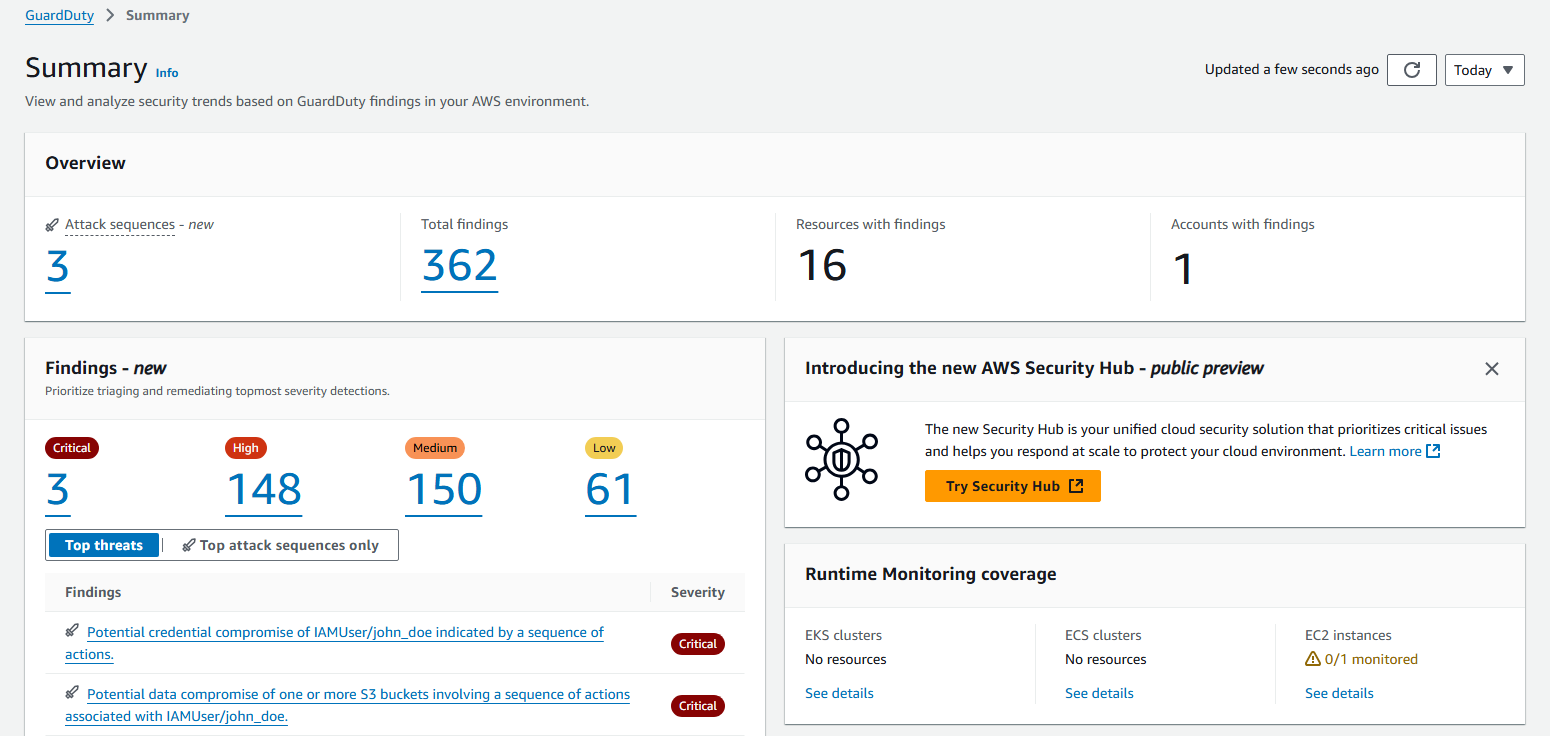 GuardDuty > Summary
Summary Info
Updated a few seconds ago
Today
View and analyze security trends based on GuardDuty findings in your AWS environment.
Overview
Attack sequences - new
3
Total findings
362
Resources with findings
16
Accounts with findings
1
Findings - new
Prioritize triaging and remediating topmost severity detections.
Critical
3
High
148
Medium
150
Low
61
Top threats
Top attack sequences only
Findings
Severity
Potential credential compromise of IAMUser/john_doe indicated by a sequence of
actions.
Critical
Potential data compromise of one or more S3 buckets involving a sequence of actions
associated with IAMUser/john_doe.
Critical
Introducing the new AWS Security Hub - public preview
The new Security Hub is your unified cloud security solution that prioritizes critical issues
and helps you respond at scale to protect your cloud environment. Learn more
Try Security Hub
Runtime Monitoring coverage
EKS clusters
No resources
See details
ECS clusters
No resources
See details
EC2 instances
0/1 monitored
See details